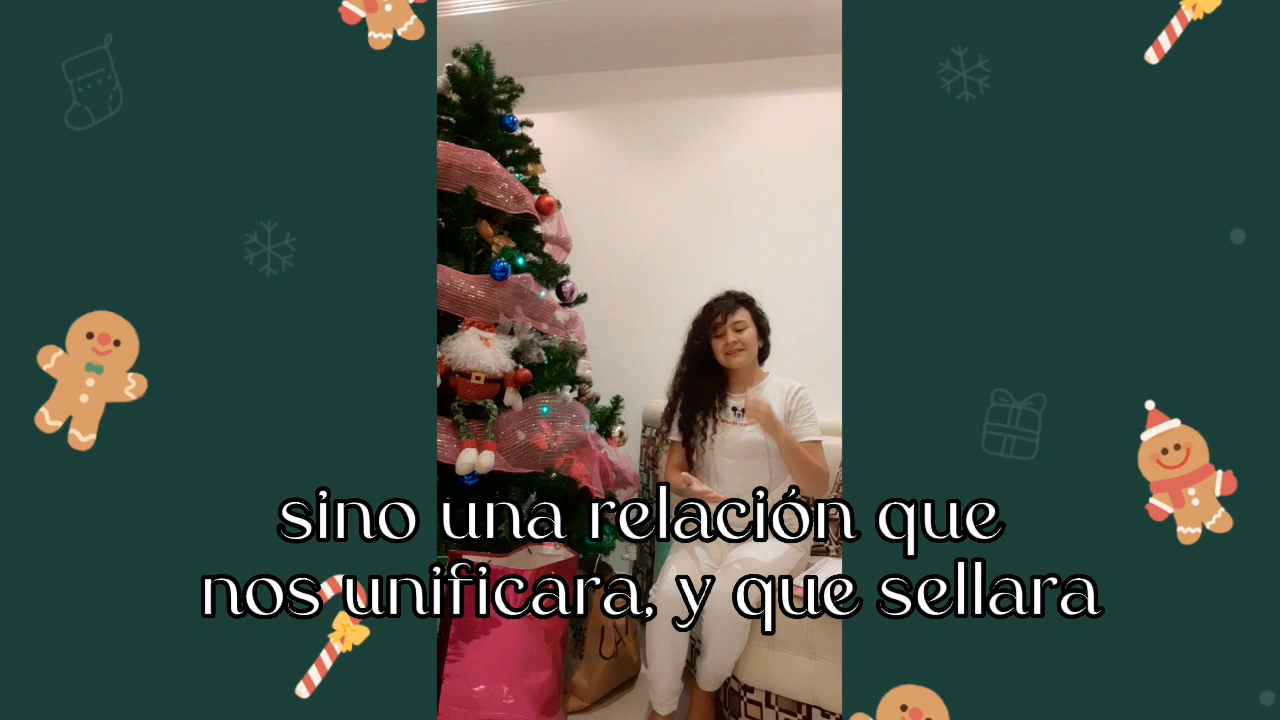 sino una relación que
nos unificara, y que sellara